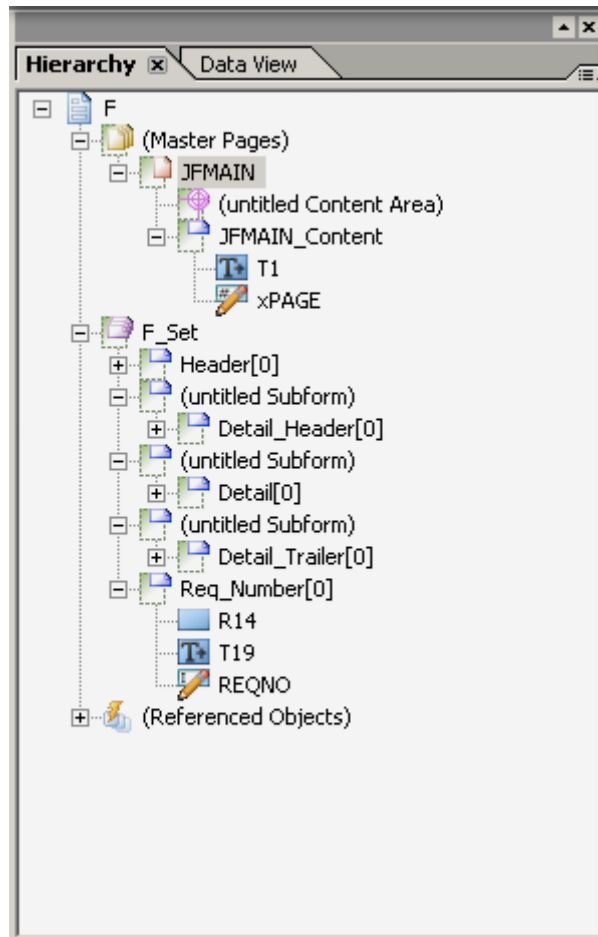 Hierarchy Data View
F
(Master Pages)
JFMAIN
(untitled Content Area)
JFMAIN_Content
T1
xPAGE
F_Set
Header[0]
(untitled Subform)
Detail_Header[0]
(untitled Subform)
Detail[0]
(untitled Subform)
Detail_Trailer[0]
Req_Number[0]
R14
T19
REQNO
(Referenced Objects)